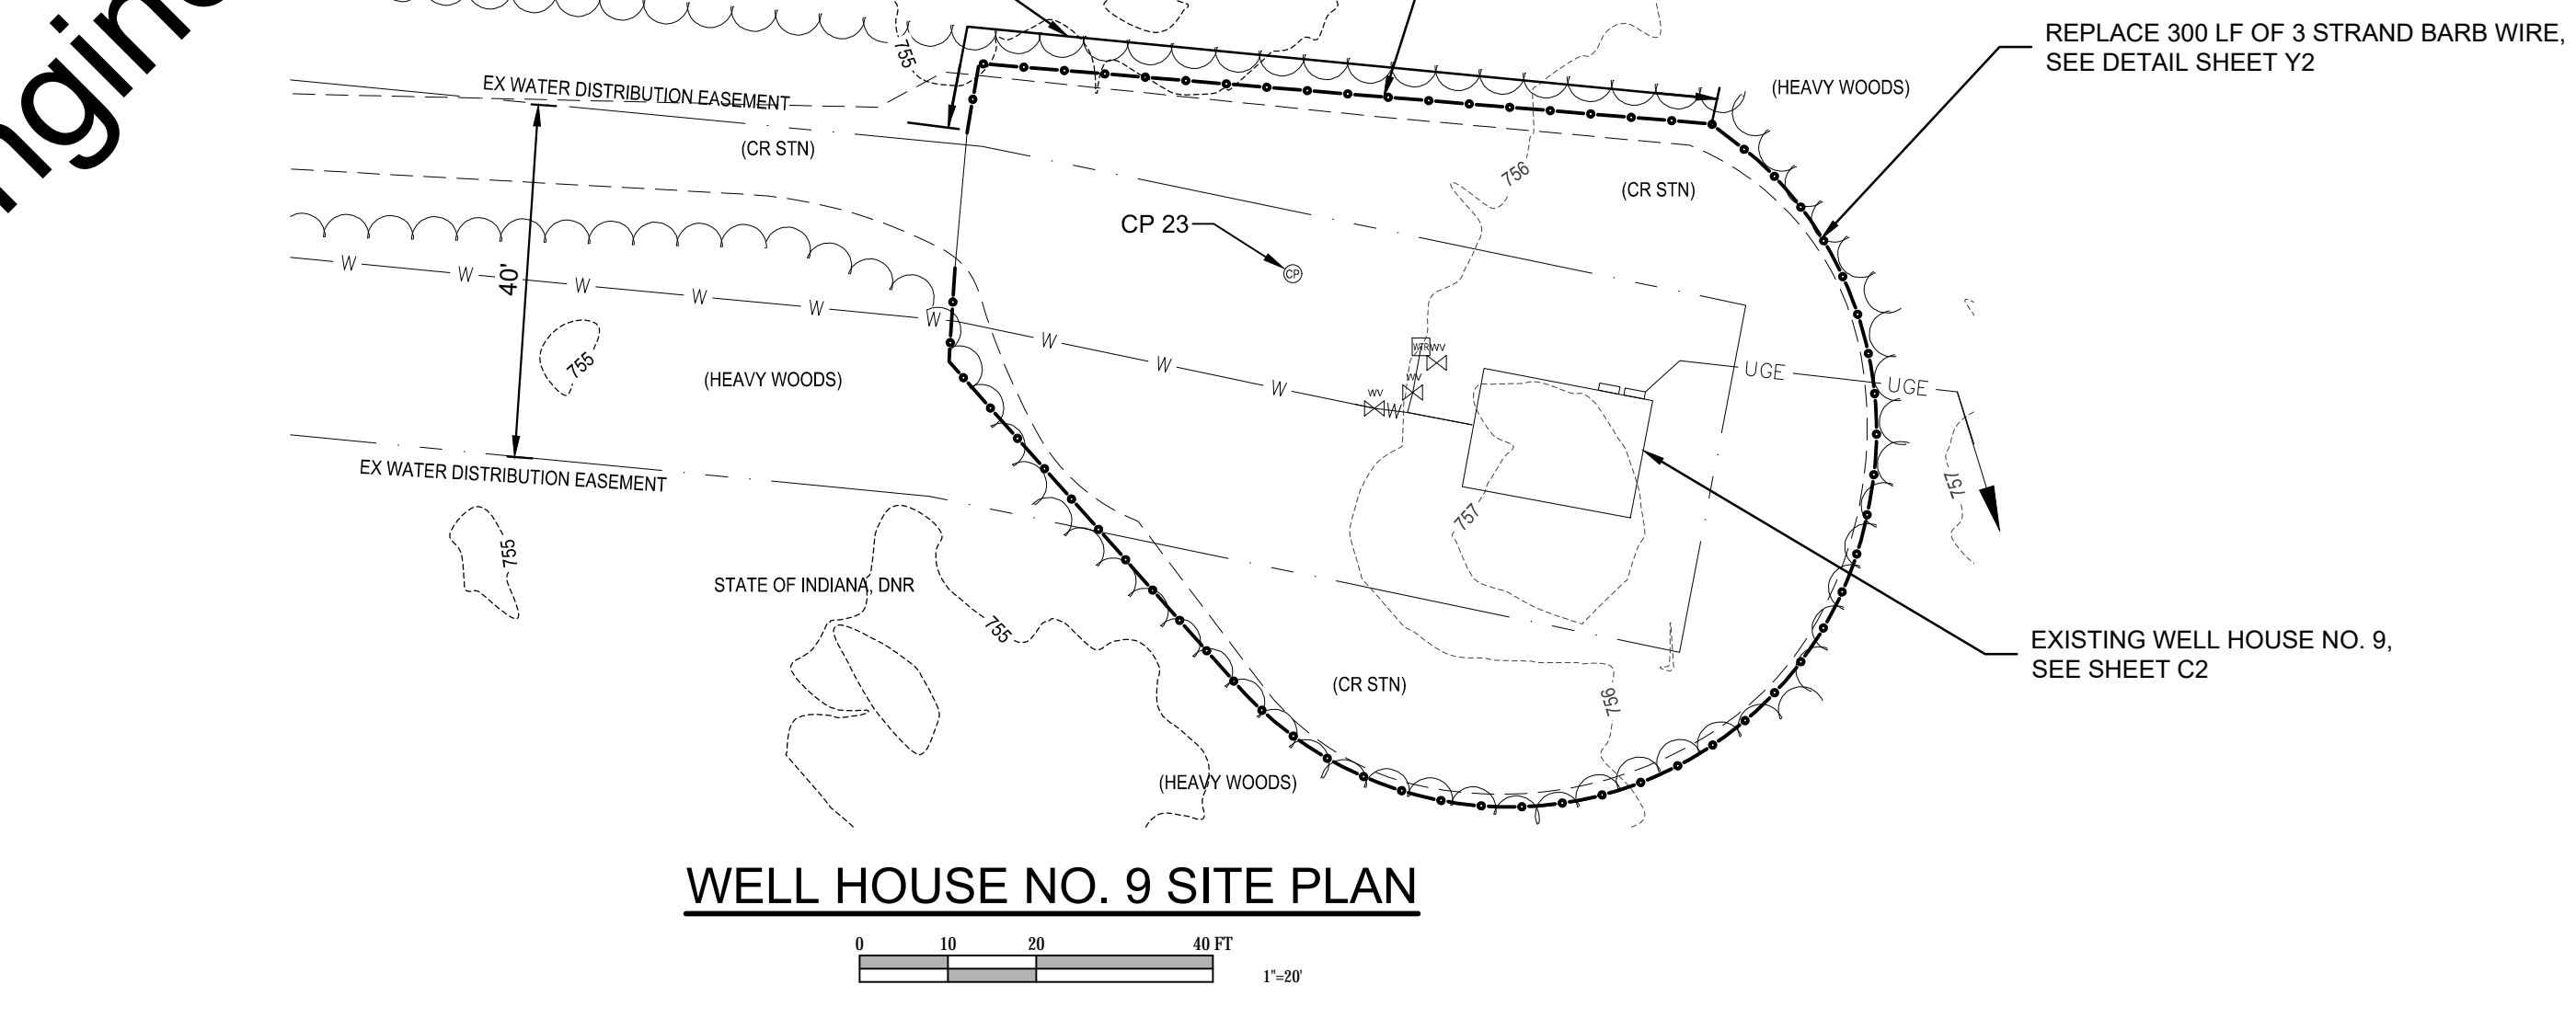 REPLACE 300 LF OF 3 STRAND BARB WIRE,
SEE DETAIL SHEET Y2
(HEAVY WOODS)
755
EX WATER DISTRIBUTION EASEMENT
(CR STN)
756
(CR STN)
CP 23
CP
40'
W W W W W W W W W W
WTR WV
WV
WV
755
(HEAVY WOODS)
UGE UGE
EX WATER DISTRIBUTION EASEMENT
757
757
755
STATE OF INDIANA, DNR
755
EXISTING WELL HOUSE NO. 9,
SEE SHEET C2
(CR STN)
756
(HEAVY WOODS)
WELL HOUSE NO. 9 SITE PLAN
0 10 20 40 FT
1"=20'